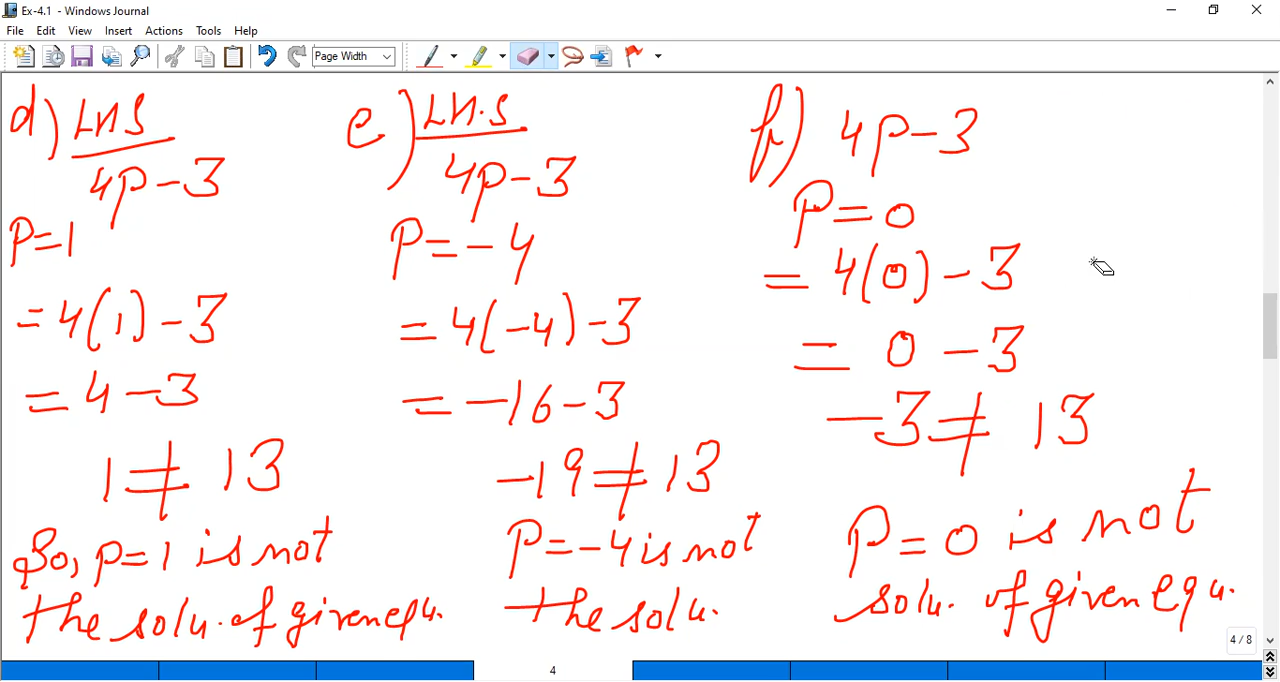 Ex-4.1 - Windows Journal
File Edit View Insert Actions Tools Help
Page Width
d) LHS
4p-3
P=1
=4(1)-3
=4-3
1≠13
So, p=1 is not
the solu. of given equ.
e) LH.S
4p-3
P=-4
=4(-4)-3
=-16-3
-19≠13
P=-4 is not
the solu.
f) 4p-3
P=0
=4(0)-3
=0-3
-3≠13
P=0 is not
solu. of given equ.
4 / 8
4